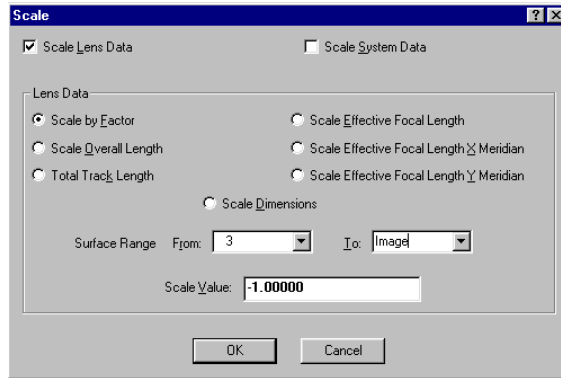 Scale
Scale Lens Data Scale System Data
Lens Data
Scale by Factor Scale Effective Focal Length
Scale Overall Length Scale Effective Focal Length X Meridian
Total Track Length Scale Effective Focal Length Y Meridian
Scale Dimensions
Surface Range From: 3 To: Image
Scale Value: -1.00000
OK Cancel